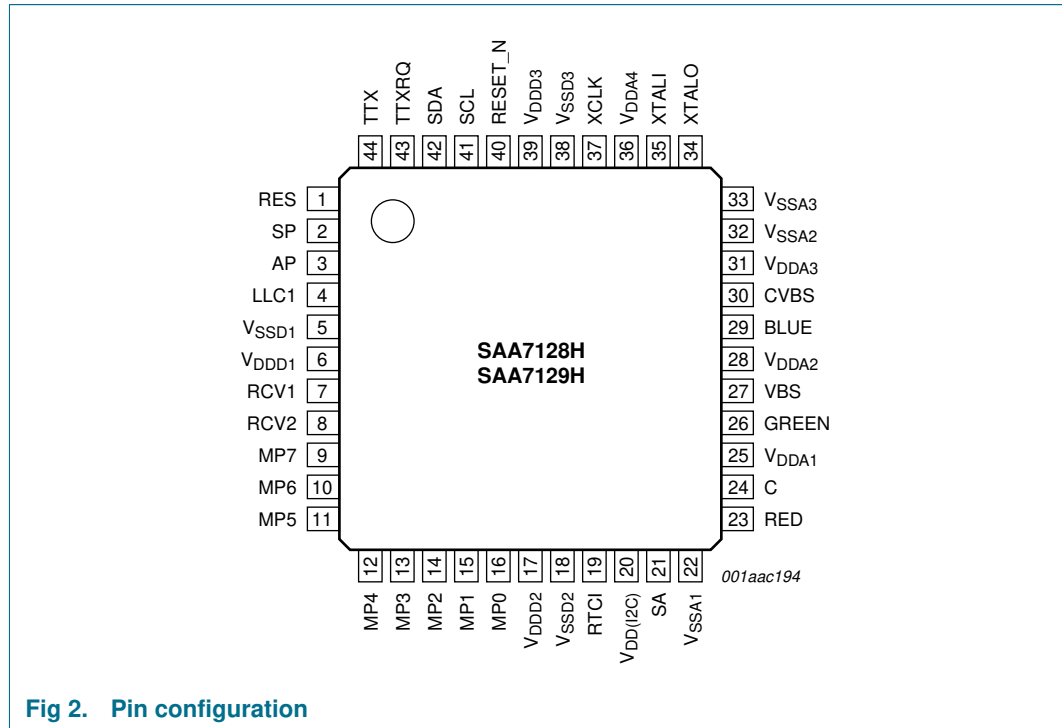 TTX
TTXRQ
SDA
SCL
RESET_N
VDDD3
VSSD3
XCLK
VDDA4
XTALI
XTALO
44
43
42
41
40
39
38
37
36
35
34
RES 1
SP 2
AP 3
LLC1 4
VSSD1 5
VDDD1 6
RCV1 7
RCV2 8
MP7 9
MP6 10
MP5 11
SAA7128H
SAA7129H
33 VSSA3
32 VSSA2
31 VDDA3
30 CVBS
29 BLUE
28 VDDA2
27 VBS
26 GREEN
25 VDDA1
24 C
23 RED
12
13
14
15
16
17
18
19
20
21
22
MP4
MP3
MP2
MP1
MP0
VDDD2
VSSD2
RTCI
VDD(I2C)
SA
VSSA1
001aac194
Fig 2. Pin configuration